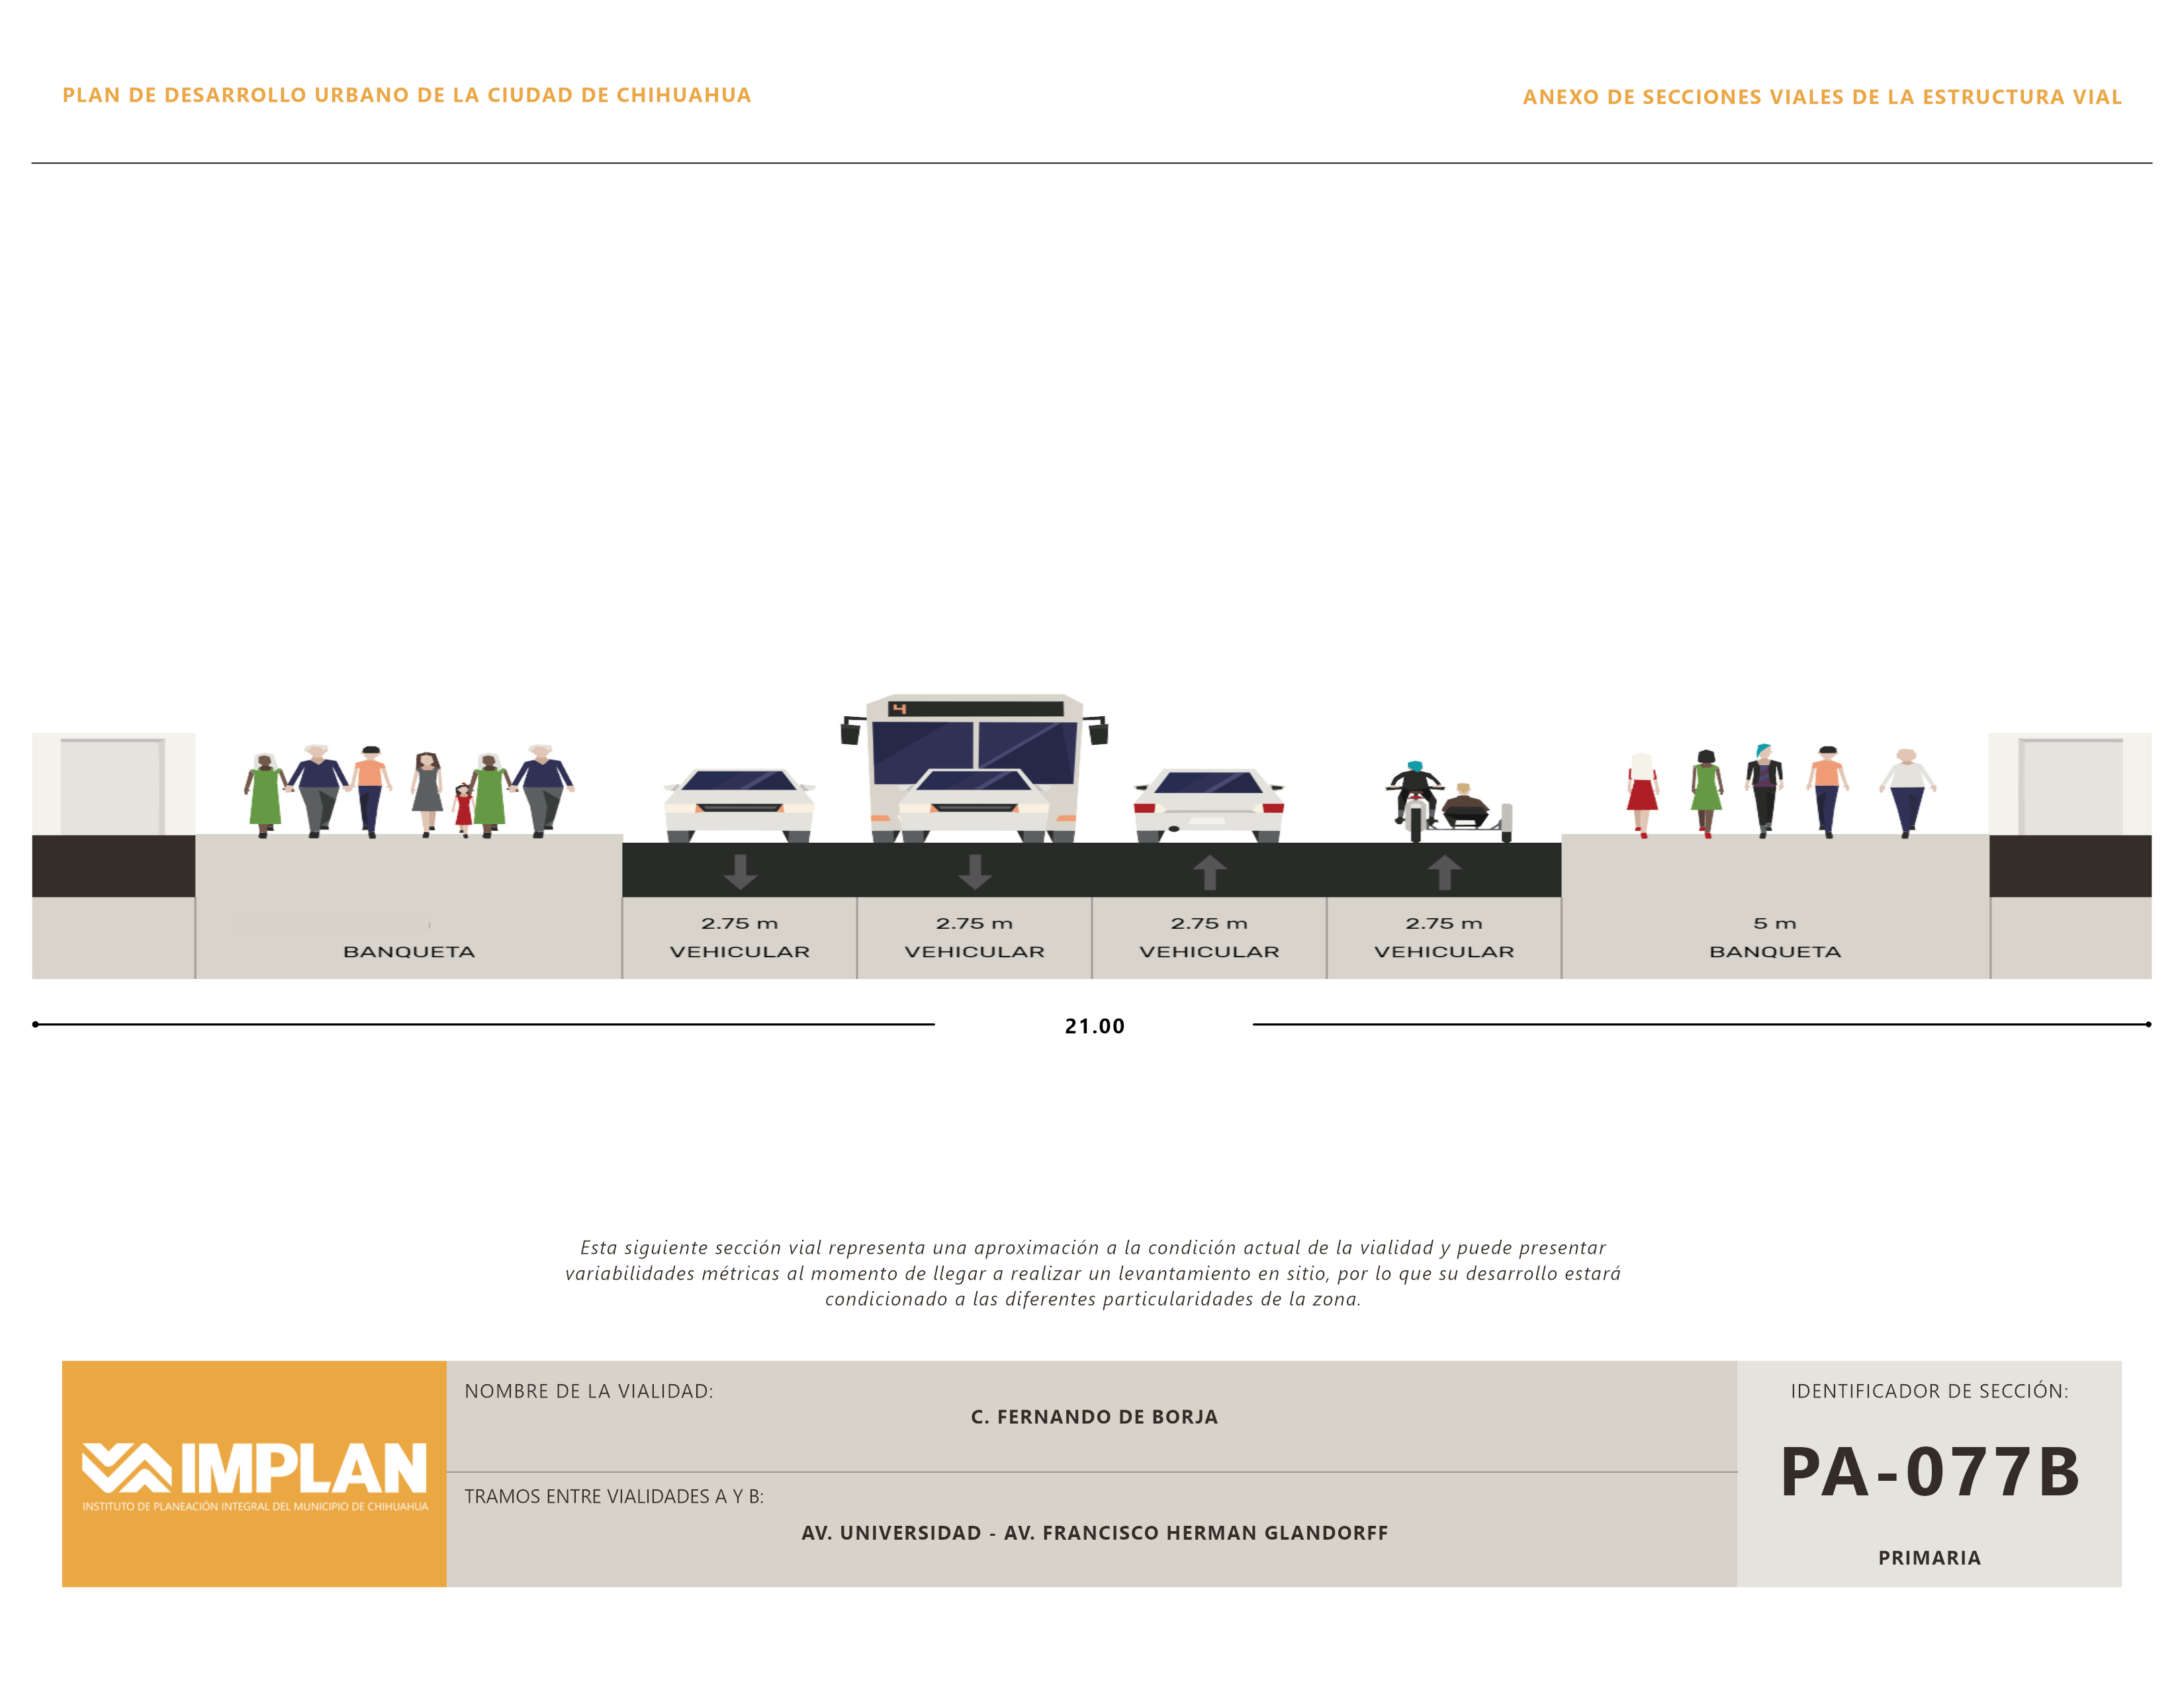 PLAN DE DESARROLLO URBANO DE LA CIUDAD DE CHIHUAHUA
ANEXO DE SECCIONES VIALES DE LA ESTRUCTURA VIAL
4
BANQUETA
2.75 m
VEHICULAR
2.75 m
VEHICULAR
2.75 m
VEHICULAR
2.75 m
VEHICULAR
5 m
BANQUETA
21.00
Esta siguiente sección vial representa una aproximación a la condición actual de la vialidad y puede presentar
variabilidades métricas al momento de llegar a realizar un levantamiento en sitio, por lo que su desarrollo estará
condicionado a las diferentes particularidades de la zona.
IMPLAN
INSTITUTO DE PLANEACIÓN INTEGRAL DEL MUNICIPIO DE CHIHUAHUA
NOMBRE DE LA VIALIDAD:
C. FERNANDO DE BORJA
TRAMOS ENTRE VIALIDADES A Y B:
AV. UNIVERSIDAD - AV. FRANCISCO HERMAN GLANDORFF
IDENTIFICADOR DE SECCIÓN:
PA-077B
PRIMARIA